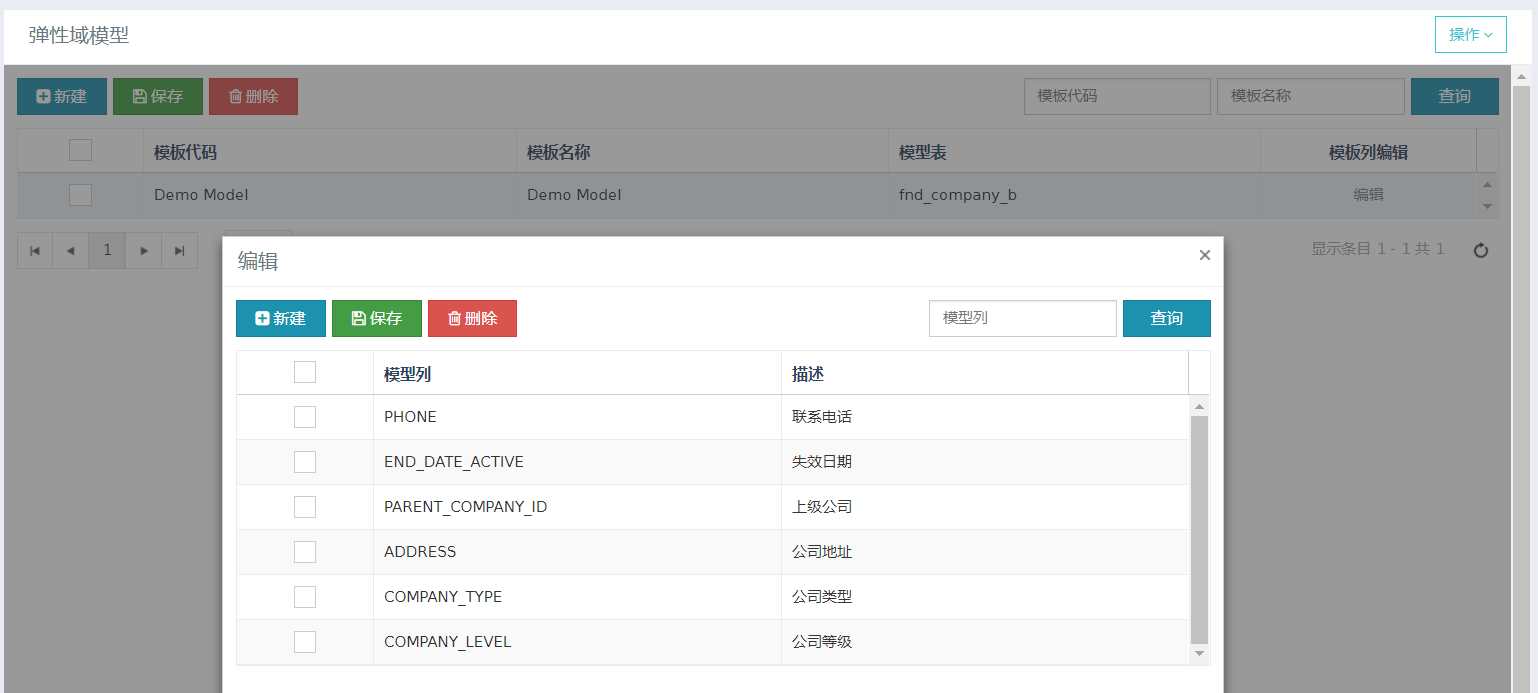 弹性域模型
操作
新建 保存 删除 模板代码 模板名称 查询
模板代码 模板名称 模型表 模板列编辑
Demo Model Demo Model fnd_company_b 编辑
1 显示条目 1 - 1 共 1
编辑
新建 保存 删除 模型列 查询
模型列 描述
PHONE 联系电话
END_DATE_ACTIVE 失效日期
PARENT_COMPANY_ID 上级公司
ADDRESS 公司地址
COMPANY_TYPE 公司类型
COMPANY_LEVEL 公司等级